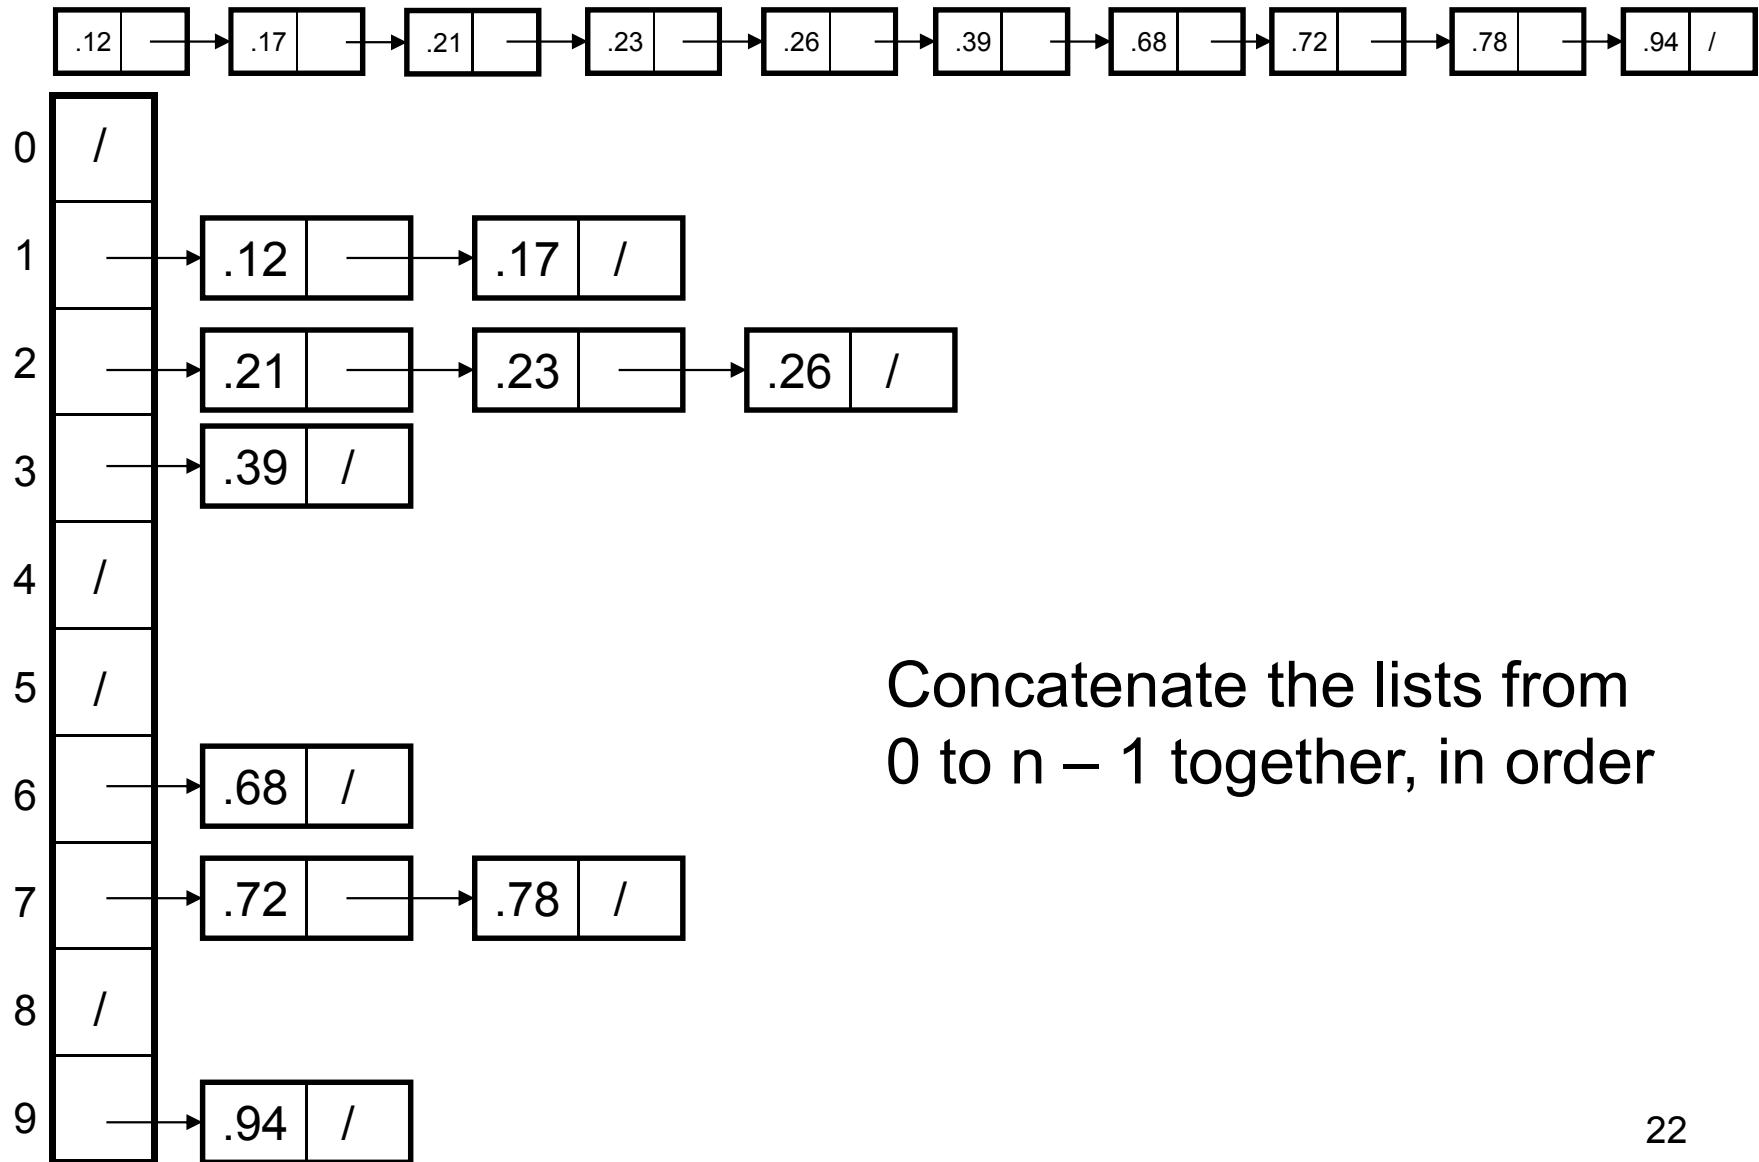 .12 .17 .21 .23 .26 .39 .68 .72 .78 .94 /
0 /
1 .12 .17 /
2 .21 .23 .26 /
3 .39 /
4 /
5 /
6 .68 /
7 .72 .78 /
8 /
9 .94 /
Concatenate the lists from
0 to n – 1 together, in order
22